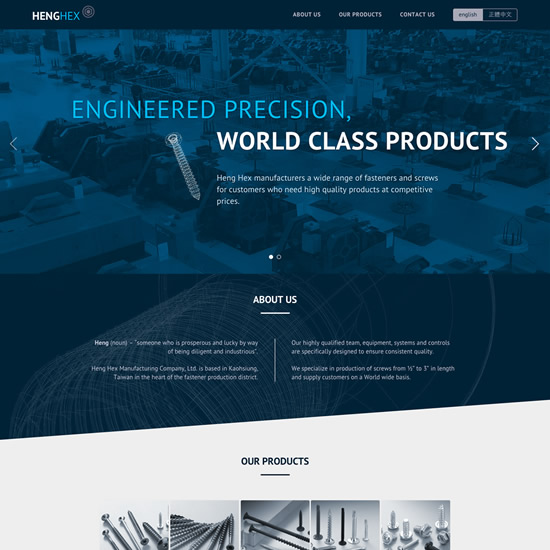 HENGHEX
ABOUT US
OUR PRODUCTS
CONTACT US
english
正體中文
ENGINEERED PRECISION,
WORLD CLASS PRODUCTS
Heng Hex manufacturers a wide range of fasteners and screws
for customers who need high quality products at competitive
prices.
ABOUT US
Heng (noun) – "someone who is prosperous and lucky by way
of being diligent and industrious".
Heng Hex Manufacturing Company, Ltd. is based in Kaohsiung,
Taiwan in the heart of the fastener production district.
Our highly qualified team, equipment, systems and controls
are specifically designed to ensure consistent quality.
We specialize in production of screws from ½" to 3" in length
and supply customers on a World wide basis.
OUR PRODUCTS